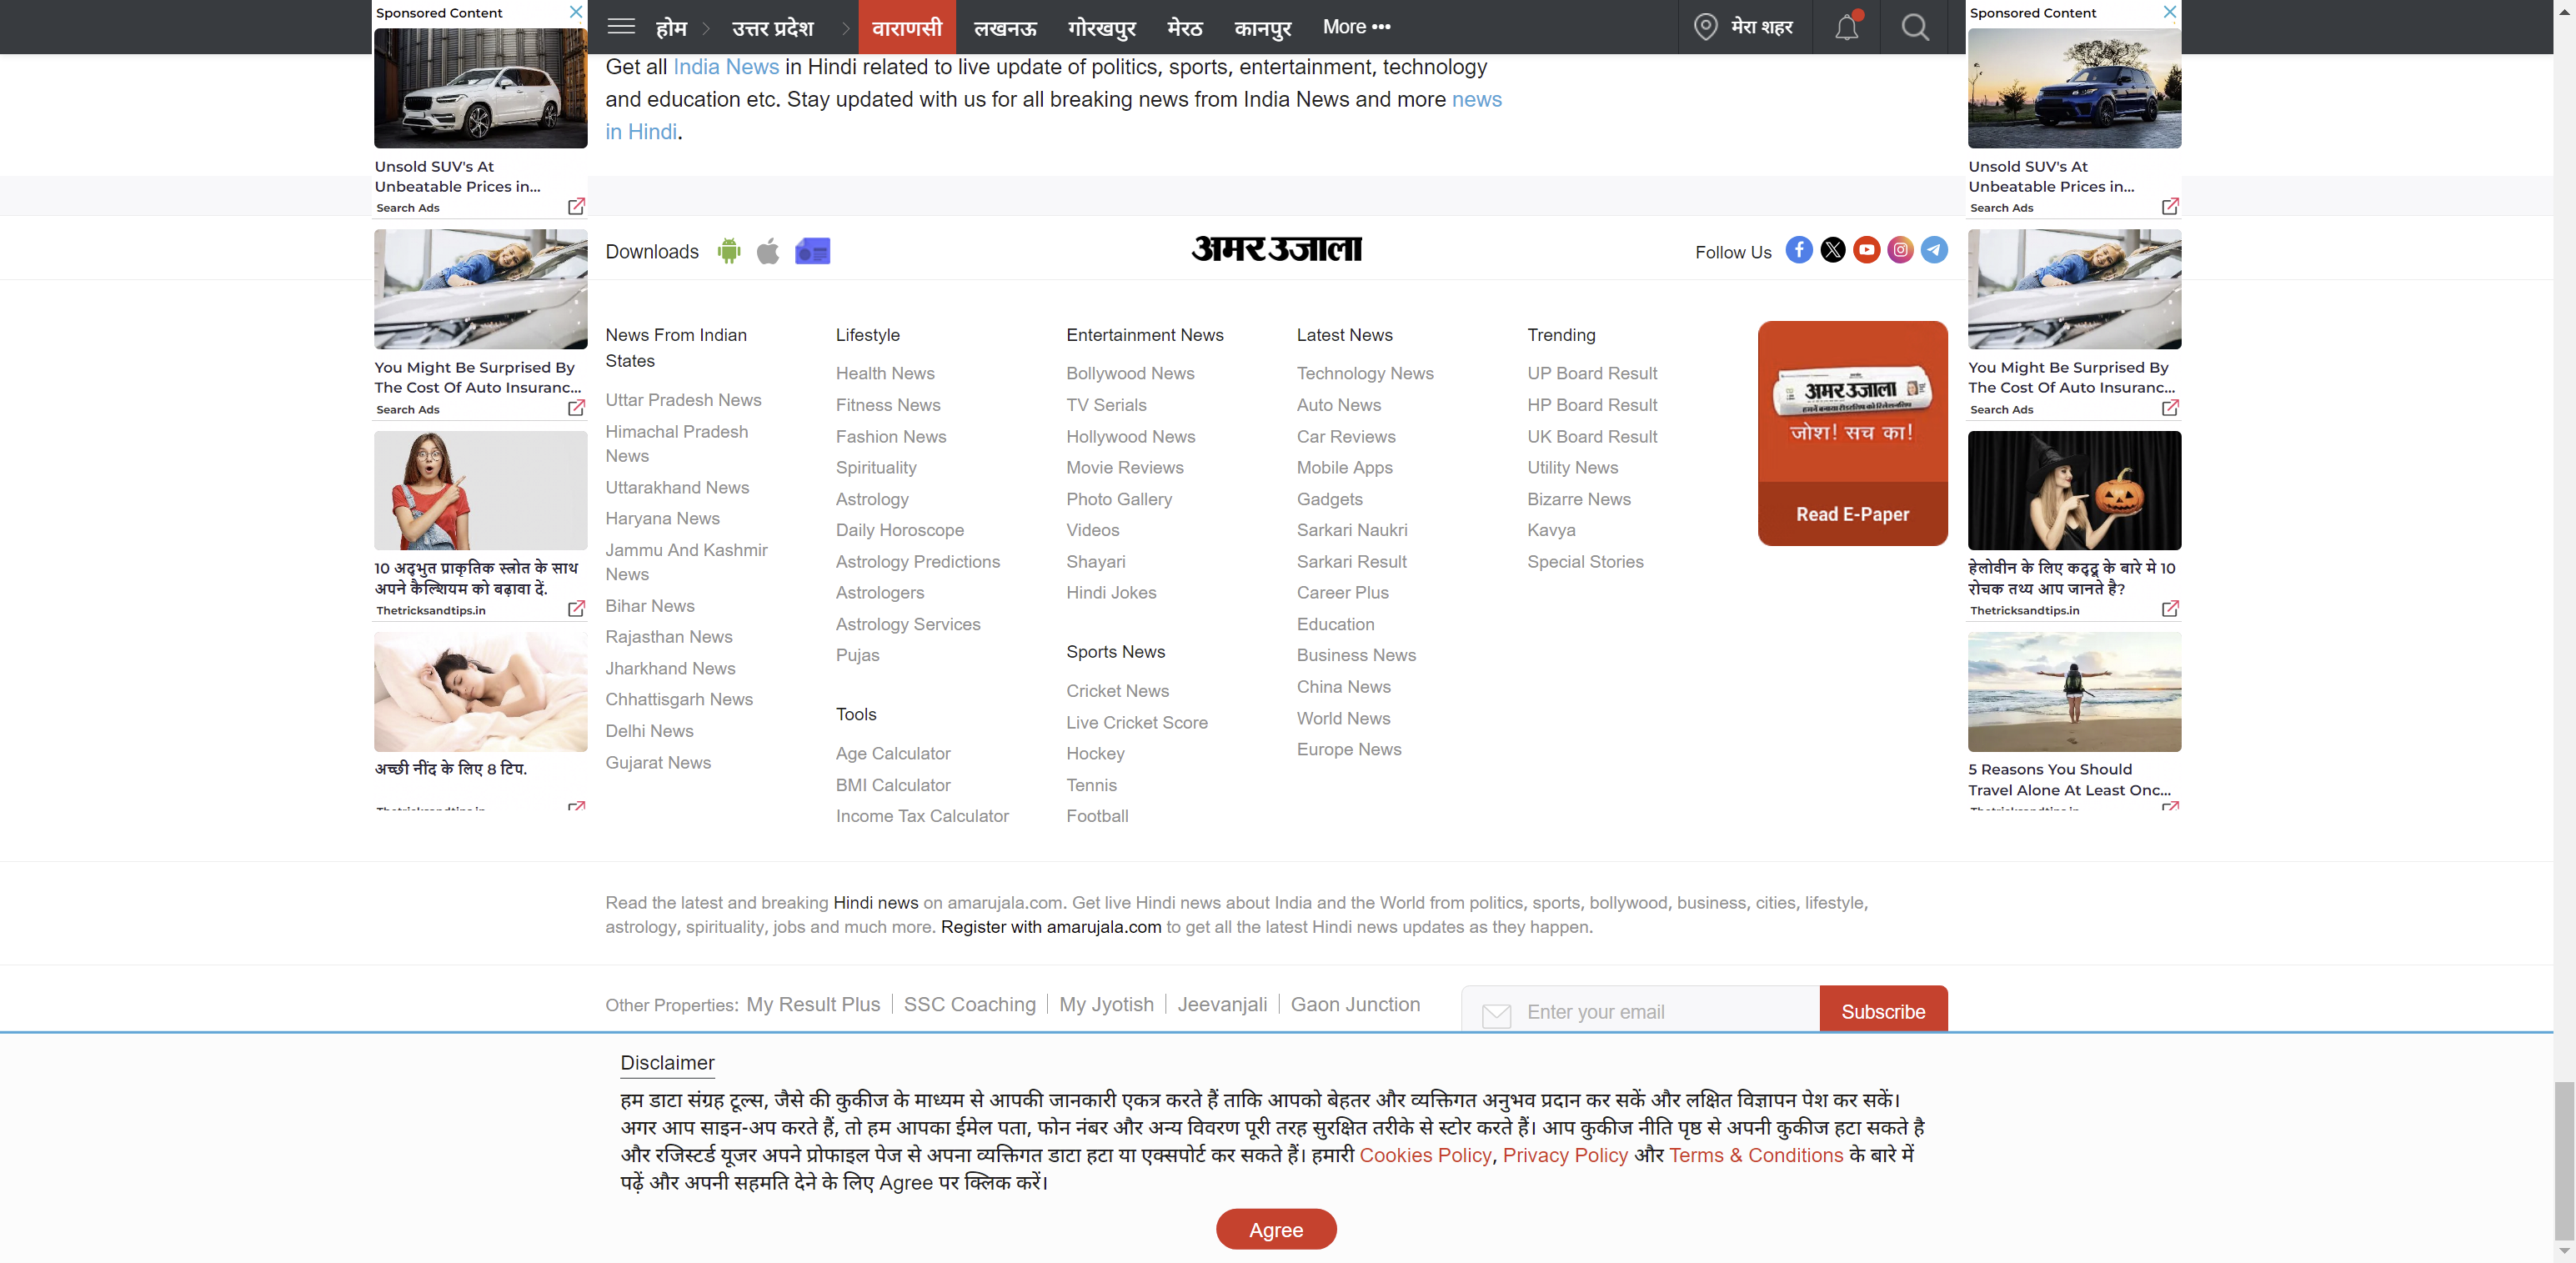 Sponsored Content
होम
उत्तर प्रदेश
वाराणसी
लखनऊ
गोरखपुर
मेरठ
कानपुर
More •••
मेरा शहर
Sponsored Content
Unsold SUV's At
Unbeatable Prices in...
Search Ads
You Might Be Surprised By
The Cost Of Auto Insuranc...
Search Ads
10 अद्भुत प्राकृतिक स्त्रोत के साथ
अपने कैल्शियम को बढ़ावा दें.
Thetricksandtips.in
अच्छी नींद के लिए 8 टिप.
Thetricksandtips.in
Get all India News in Hindi related to live update of politics, sports, entertainment, technology
and education etc. Stay updated with us for all breaking news from India News and more news
in Hindi.
Downloads
अमर उजाला
Follow Us
News From Indian
States
Uttar Pradesh News
Himachal Pradesh
News
Uttarakhand News
Haryana News
Jammu And Kashmir
News
Bihar News
Rajasthan News
Jharkhand News
Chhattisgarh News
Delhi News
Gujarat News
Lifestyle
Health News
Fitness News
Fashion News
Spirituality
Astrology
Daily Horoscope
Astrology Predictions
Astrologers
Astrology Services
Pujas
Tools
Age Calculator
BMI Calculator
Income Tax Calculator
Entertainment News
Bollywood News
TV Serials
Hollywood News
Movie Reviews
Photo Gallery
Videos
Shayari
Hindi Jokes
Sports News
Cricket News
Live Cricket Score
Hockey
Tennis
Football
Latest News
Technology News
Auto News
Car Reviews
Mobile Apps
Gadgets
Sarkari Naukri
Sarkari Result
Career Plus
Education
Business News
China News
World News
Europe News
Trending
UP Board Result
HP Board Result
UK Board Result
Utility News
Bizarre News
Kavya
Special Stories
अमर उजाला
जोश! सच का!
Read E-Paper
Unsold SUV's At
Unbeatable Prices in...
Search Ads
You Might Be Surprised By
The Cost Of Auto Insuranc...
Search Ads
हेलोवीन के लिए कद्दू के बारे मे 10
रोचक तथ्य आप जानते है?
Thetricksandtips.in
5 Reasons You Should
Travel Alone At Least Onc...
Thetricksandtips.in
Read the latest and breaking Hindi news on amarujala.com. Get live Hindi news about India and the World from politics, sports, bollywood, business, cities, lifestyle,
astrology, spirituality, jobs and much more. Register with amarujala.com to get all the latest Hindi news updates as they happen.
Other Properties: My Result Plus | SSC Coaching | My Jyotish | Jeevanjali | Gaon Junction
Enter your email
Subscribe
Disclaimer
हम डाटा संग्रह टूल्स, जैसे की कुकीज के माध्यम से आपकी जानकारी एकत्र करते हैं ताकि आपको बेहतर और व्यक्तिगत अनुभव प्रदान कर सकें और लक्षित विज्ञापन पेश कर सकें।
अगर आप साइन-अप करते हैं, तो हम आपका ईमेल पता, फोन नंबर और अन्य विवरण पूरी तरह सुरक्षित तरीके से स्टोर करते हैं। आप कुकीज नीति पृष्ठ से अपनी कुकीज हटा सकते है
और रजिस्टर्ड यूजर अपने प्रोफाइल पेज से अपना व्यक्तिगत डाटा हटा या एक्सपोर्ट कर सकते हैं। हमारी Cookies Policy, Privacy Policy और Terms & Conditions के बारे में
पढ़ें और अपनी सहमति देने के लिए Agree पर क्लिक करें।
Agree